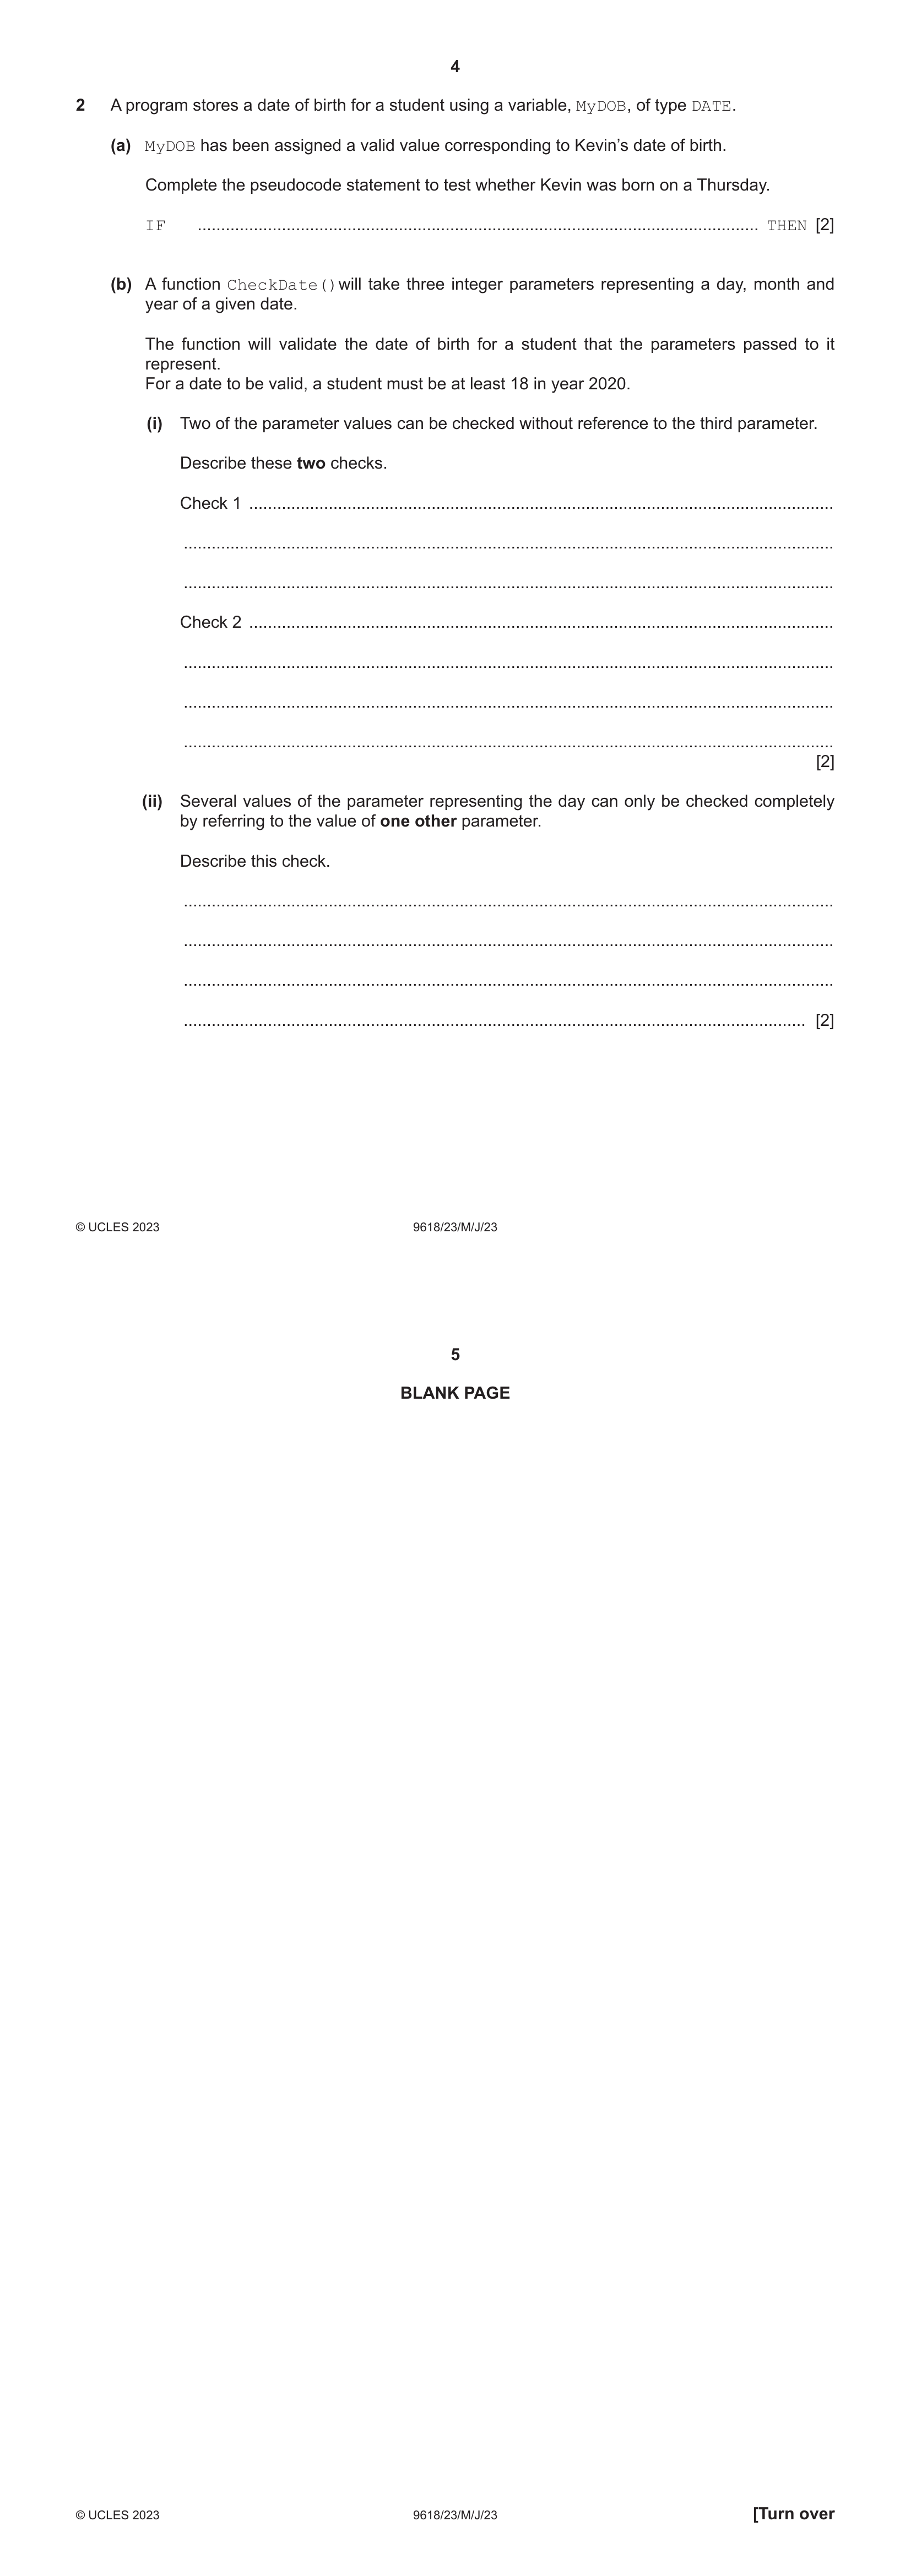 4
2 A program stores a date of birth for a student using a variable, MyDOB, of type DATE.
(a) MyDOB has been assigned a valid value corresponding to Kevin's date of birth.
Complete the pseudocode statement to test whether Kevin was born on a Thursday.
IF ........................................................................................................................ THEN [2]
(b) A function CheckDate() will take three integer parameters representing a day, month and
year of a given date.
The function will validate the date of birth for a student that the parameters passed to it
represent.
For a date to be valid, a student must be at least 18 in year 2020.
(i) Two of the parameter values can be checked without reference to the third parameter.
Describe these two checks.
Check 1 .............................................................................................................................
...........................................................................................................................................
...........................................................................................................................................
Check 2 .............................................................................................................................
...........................................................................................................................................
...........................................................................................................................................
...........................................................................................................................................
[2]
(ii) Several values of the parameter representing the day can only be checked completely
by referring to the value of one other parameter.
Describe this check.
...........................................................................................................................................
...........................................................................................................................................
...........................................................................................................................................
..................................................................................................................................... [2]
© UCLES 2023 9618/23/M/J/23
5
BLANK PAGE
© UCLES 2023 9618/23/M/J/23 [Turn over